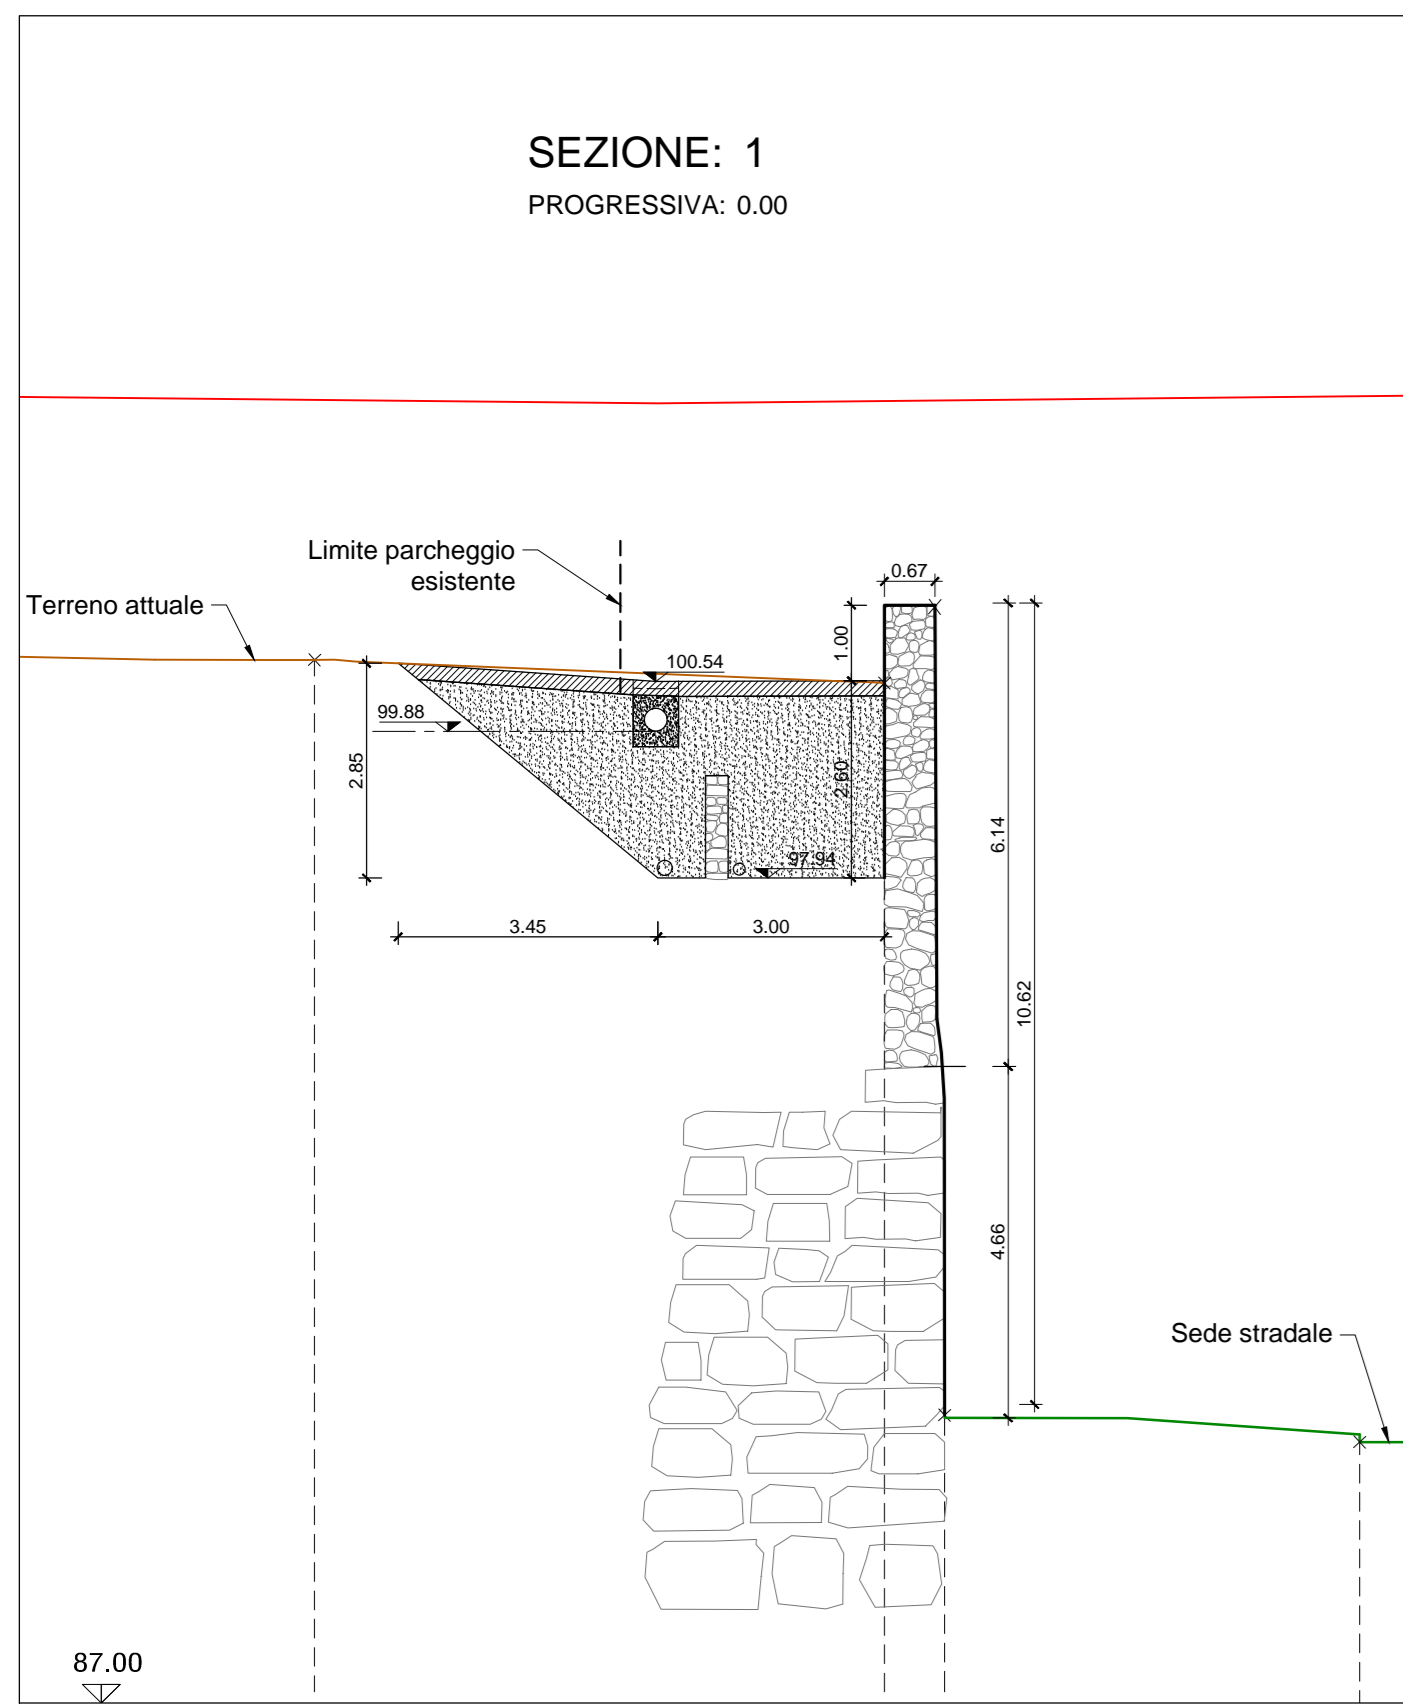 SEZIONE: 1
PROGRESSIVA: 0.00
Limite parcheggio
esistente
Terreno attuale
0.67
1.00
100.54
99.88
2.85
2.60
97.94
6.14
3.45
3.00
10.62
4.66
Sede stradale
87.00